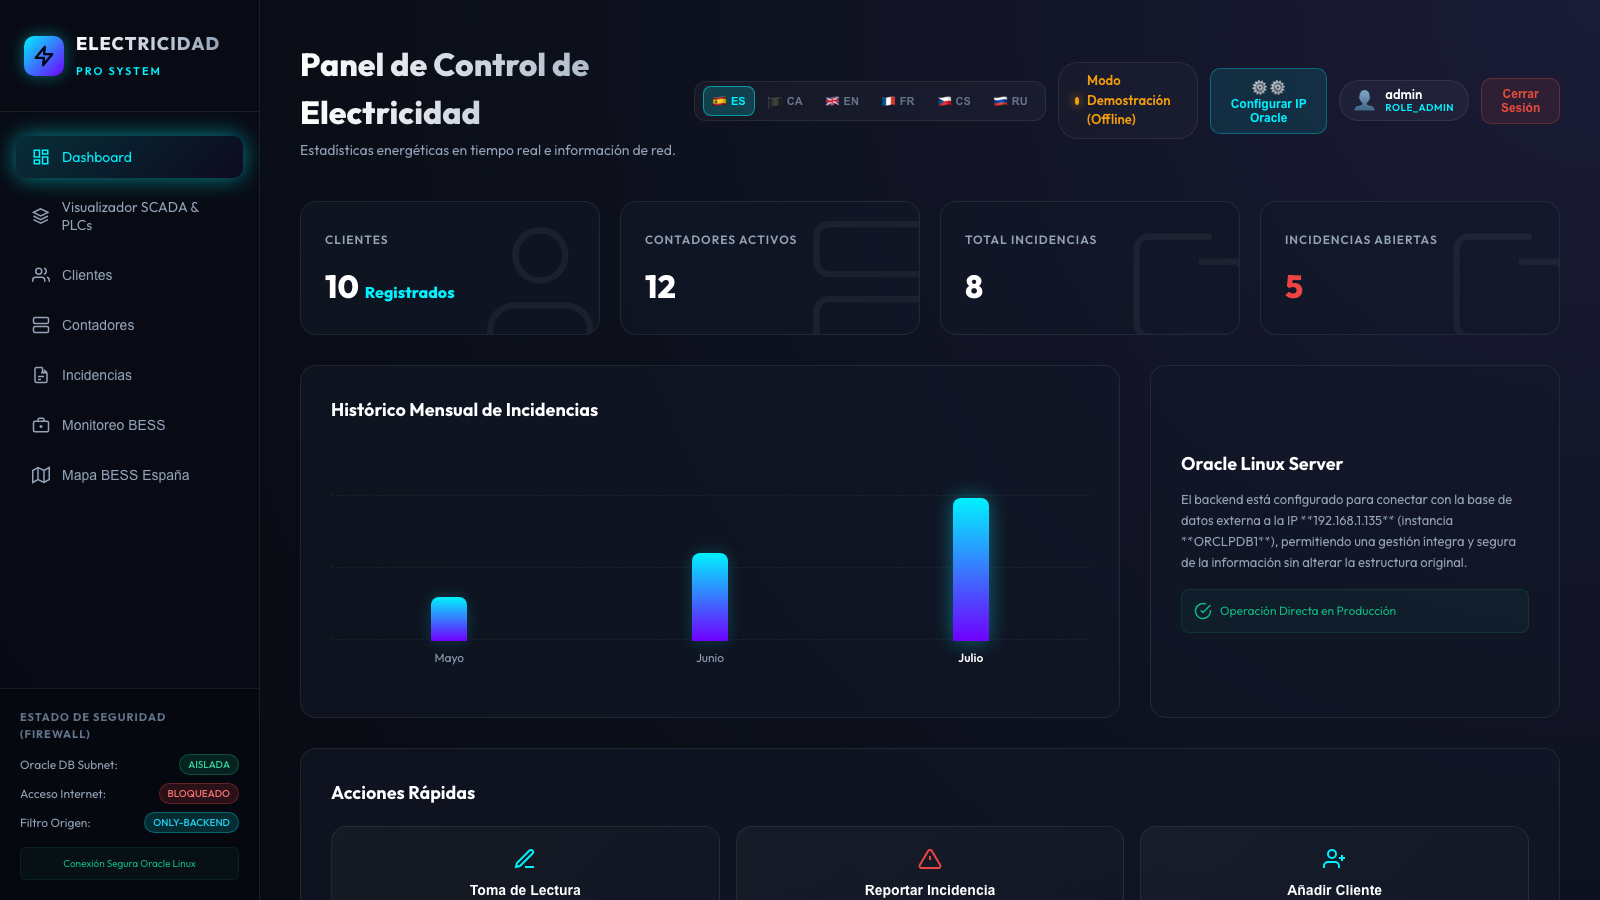 ELECTRICIDAD
PRO SYSTEM
Dashboard
Visualizador SCADA &
PLCs
Clientes
Contadores
Incidencias
Monitoreo BESS
Mapa BESS España
ESTADO DE SEGURIDAD
(FIREWALL)
Oracle DB Subnet: AISLADA
Acceso Internet: BLOQUEADO
Filtro Origen: ONLY-BACKEND
Conexión Segura Oracle Linux
Panel de Control de
Electricidad
Estadísticas energéticas en tiempo real e información de red.
ES CA EN FR CS RU
Modo
Demostración
(Offline)
Configurar IP
Oracle
admin
ROLE_ADMIN
Cerrar
Sesión
CLIENTES
10 Registrados
CONTADORES ACTIVOS
12
TOTAL INCIDENCIAS
8
INCIDENCIAS ABIERTAS
5
Histórico Mensual de Incidencias
Mayo Junio Julio
Oracle Linux Server
El backend está configurado para conectar con la base de
datos externa a la IP **192.168.1.135** (instancia
**ORCLPDB1**), permitiendo una gestión íntegra y segura
de la información sin alterar la estructura original.
Operación Directa en Producción
Acciones Rápidas
Toma de Lectura
Reportar Incidencia
Añadir Cliente